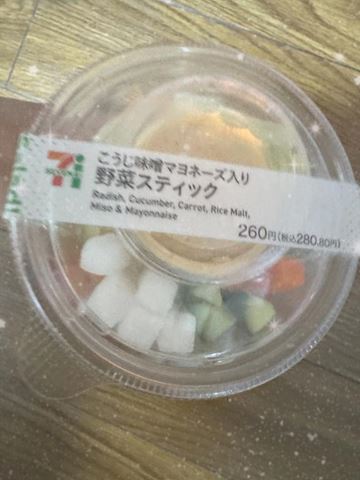 こうじ味噌マヨネーズ入り
野菜スティック
Radish, Cucumber, Carrot, Rice Malt,
Miso & Mayonnaise
260円(税込280.80円)